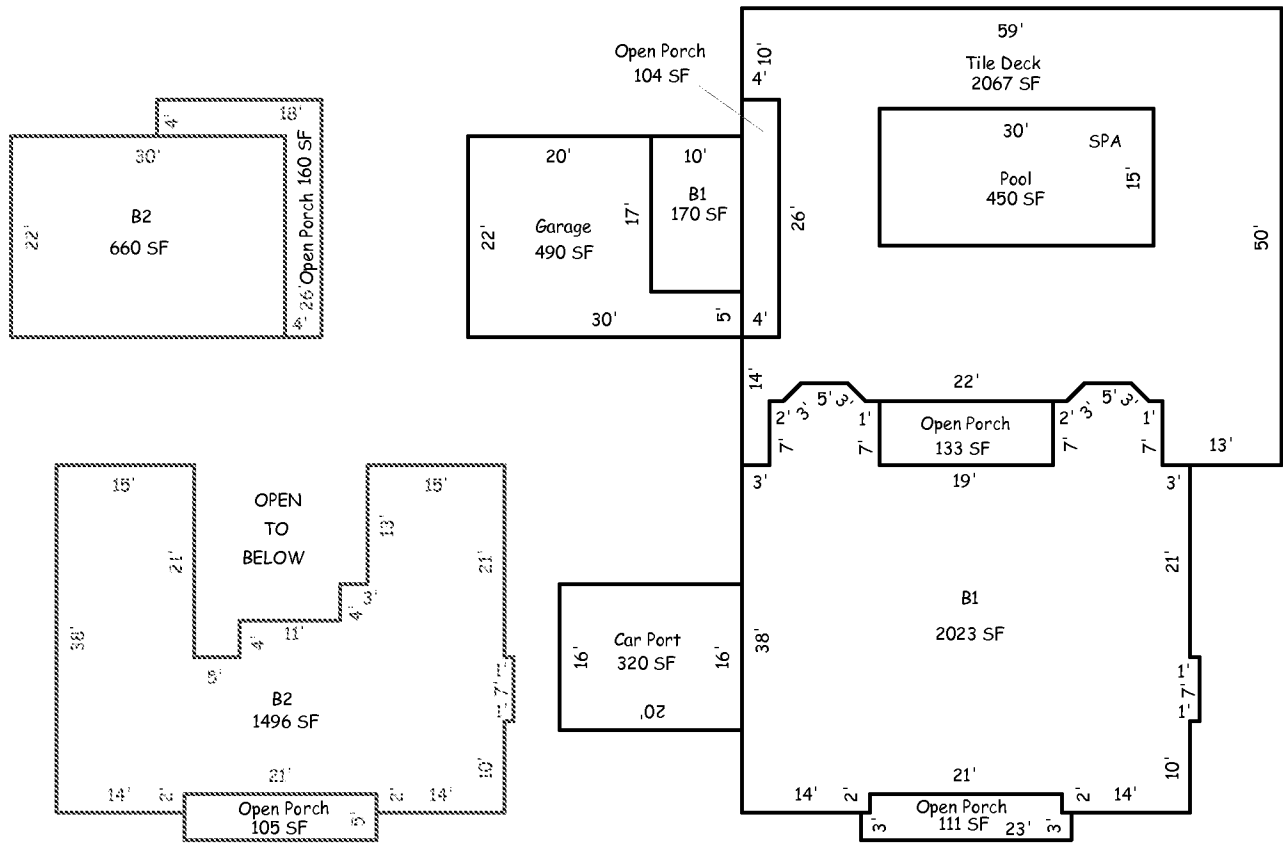 59'
10'
Open Porch
104 SF
4'
Tile Deck
2067 SF
18'
4'
30'
Open Porch 160 SF
B2
660 SF
22'
26'
4'
20'
10'
17'
B1
170 SF
Garage
490 SF
22'
30'
5'
4'
26'
30'
SPA
Pool
450 SF
15'
50'
14'
22'
2'
3'
5'
3'
1'
7'
7'
Open Porch
133 SF
2'
3'
5'
3'
1'
7'
7'
13'
3'
19'
3'
15'
15'
OPEN
TO
BELOW
21'
13'
21'
3'
4'
11'
4'
5'
38'
B2
1496 SF
1'
7'
1'
10'
21'
14'
2'
2'
14'
Open Porch
105 SF
5'
Car Port
320 SF
16'
16'
20'
38'
B1
2023 SF
21'
1'
7'
1'
10'
21'
14'
2'
2'
14'
Open Porch
111 SF
3'
23'
3'